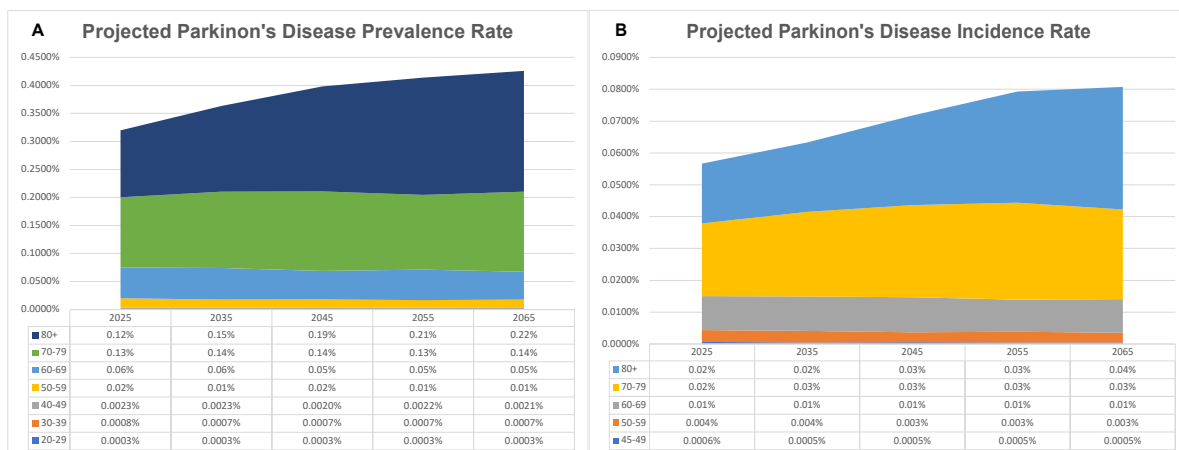 A Projected Parkinon's Disease Prevalence Rate
0.4500%
0.4000%
0.3500%
0.3000%
0.2500%
0.2000%
0.1500%
0.1000%
0.0500%
0.0000%
2025 2035 2045 2055 2065
80+ 0.12% 0.15% 0.19% 0.21% 0.22%
70-79 0.13% 0.14% 0.14% 0.13% 0.14%
60-69 0.06% 0.06% 0.05% 0.05% 0.05%
50-59 0.02% 0.01% 0.02% 0.01% 0.01%
40-49 0.0023% 0.0023% 0.0020% 0.0022% 0.0021%
30-39 0.0008% 0.0007% 0.0007% 0.0007% 0.0007%
20-29 0.0003% 0.0003% 0.0003% 0.0003% 0.0003%
B Projected Parkinon's Disease Incidence Rate
0.0900%
0.0800%
0.0700%
0.0600%
0.0500%
0.0400%
0.0300%
0.0200%
0.0100%
0.0000%
2025 2035 2045 2055 2065
80+ 0.02% 0.02% 0.03% 0.03% 0.04%
70-79 0.02% 0.03% 0.03% 0.03% 0.03%
60-69 0.01% 0.01% 0.01% 0.01% 0.01%
50-59 0.004% 0.004% 0.003% 0.003% 0.003%
45-49 0.0006% 0.0005% 0.0005% 0.0005% 0.0005%